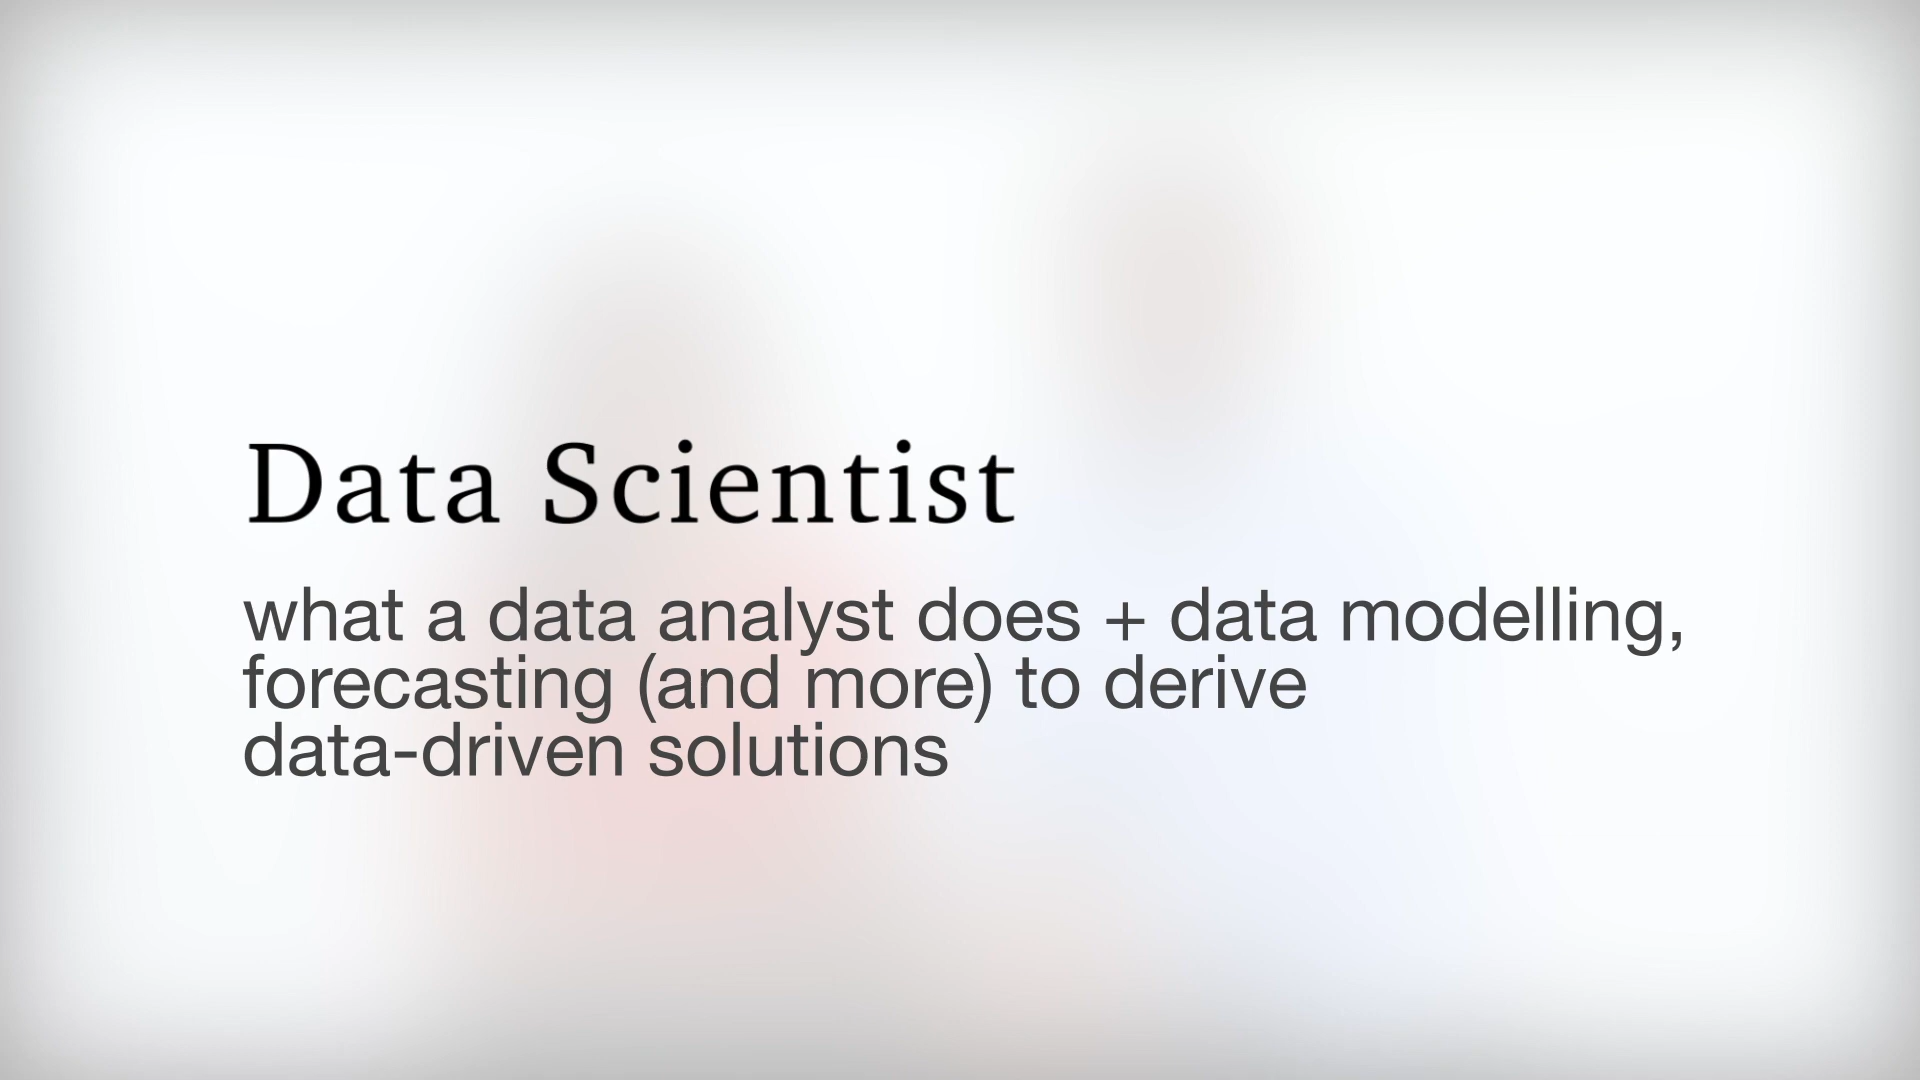 Data Scientist
what a data analyst does + data modelling,
forecasting (and more) to derive
data-driven solutions